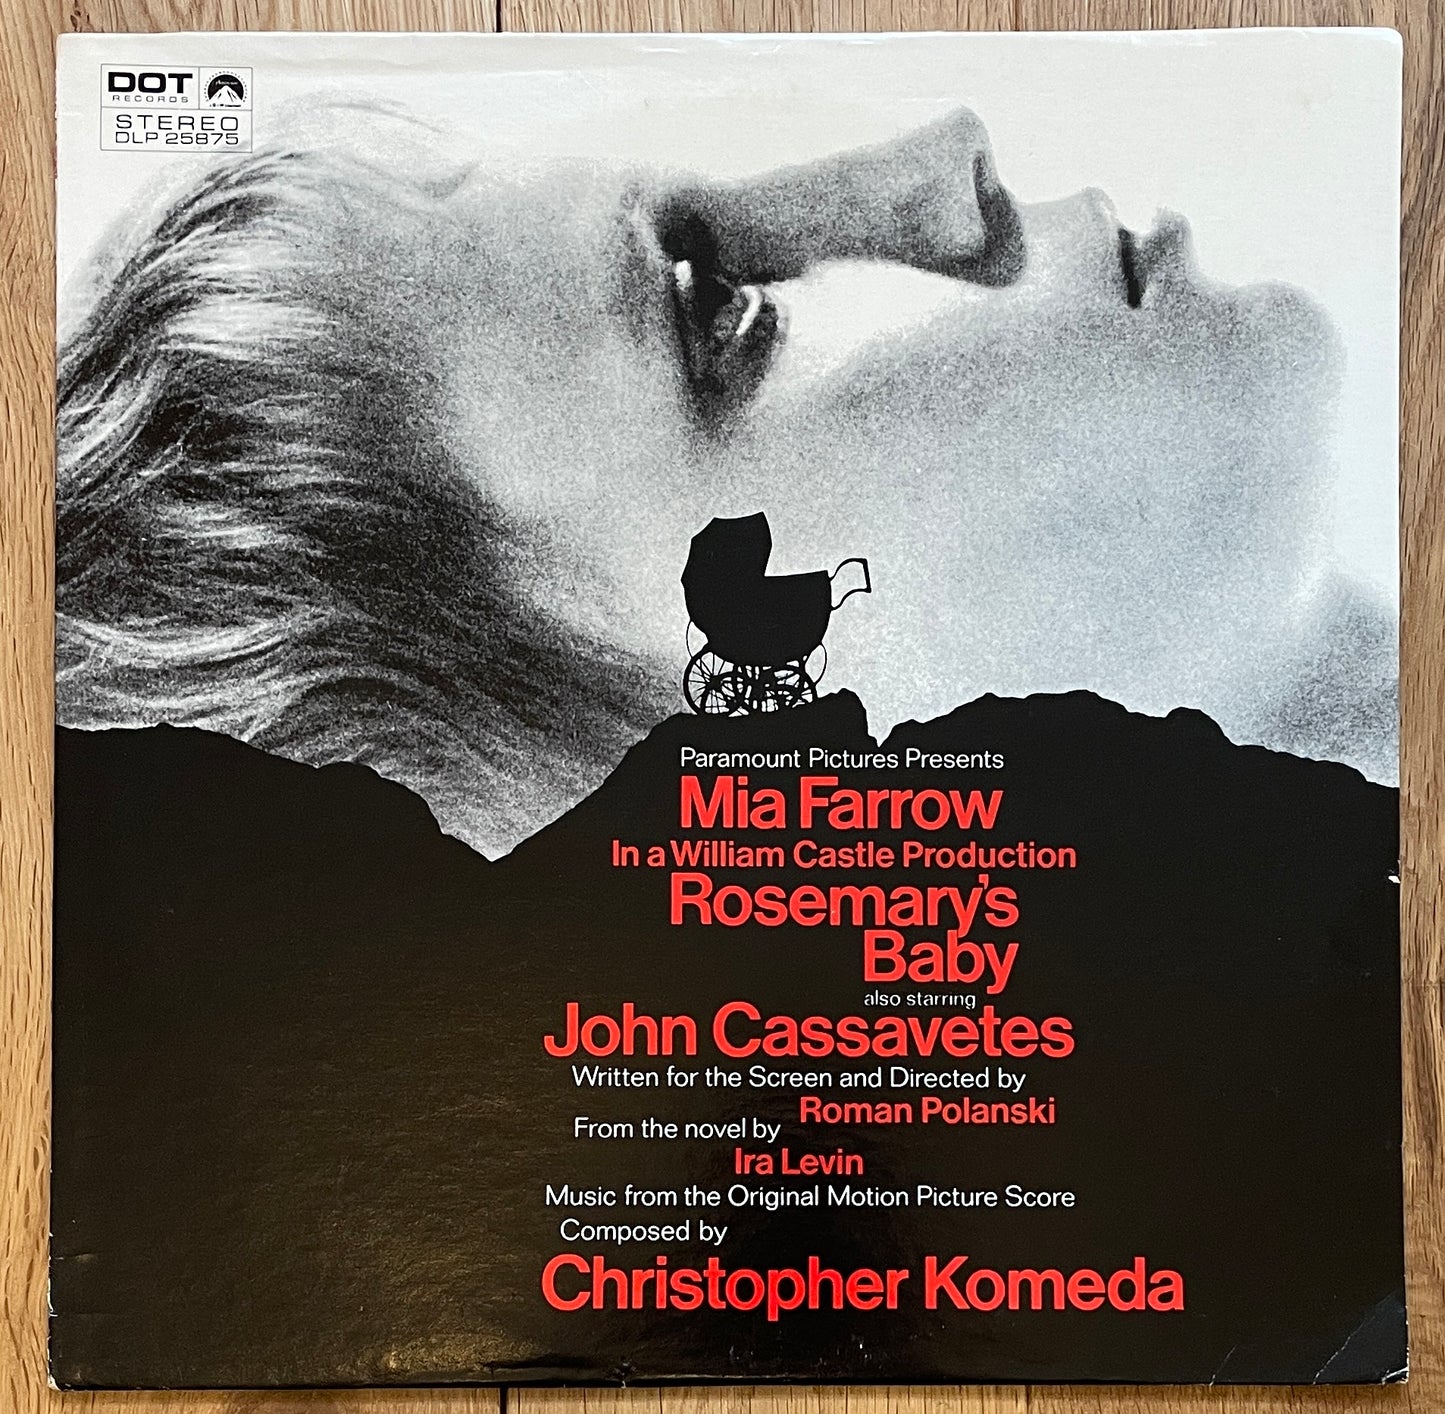 DOT
RECORDS
STEREO
DLP 25875
Paramount Pictures Presents
Mia Farrow
In a William Castle Production
Rosemary's
Baby
also starring
John Cassavetes
Written for the Screen and Directed by
Roman Polanski
From the novel by
Ira Levin
Music from the Original Motion Picture Score
Composed by
Christopher Komeda